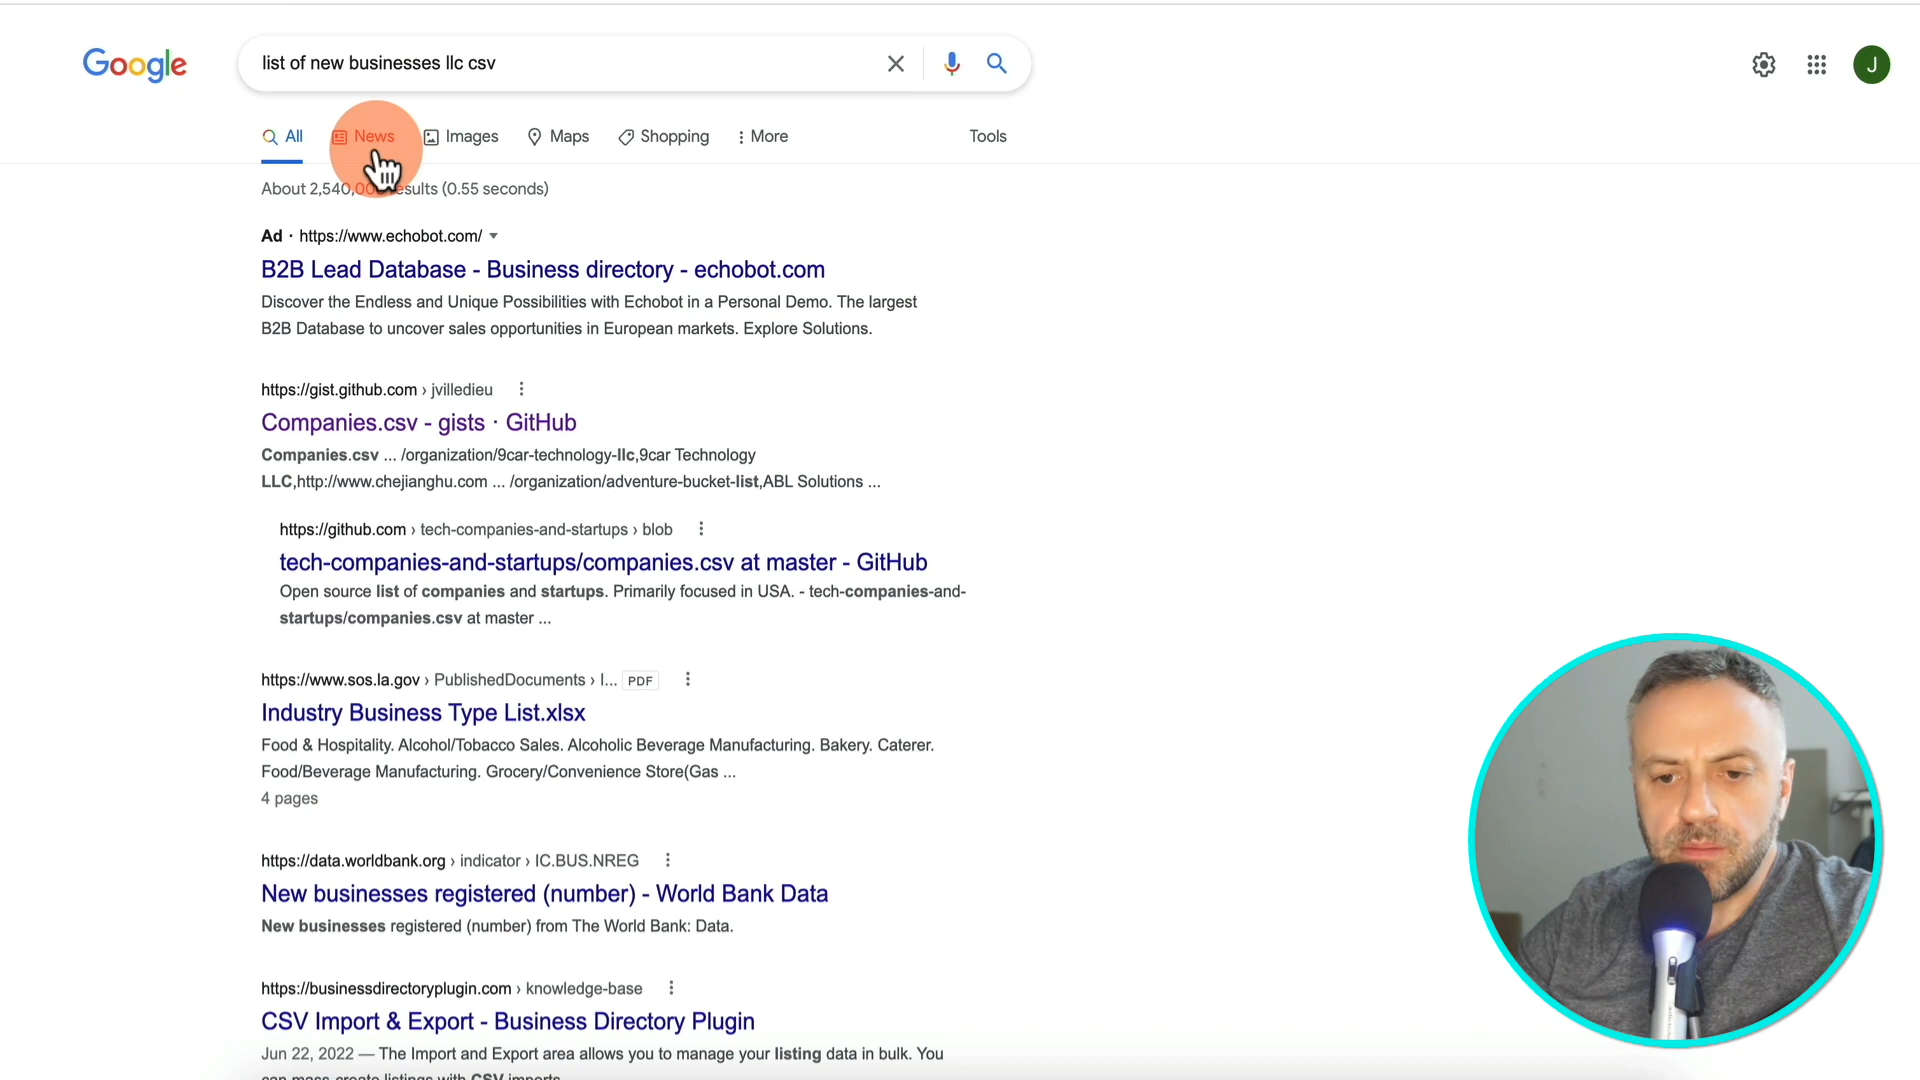 Google
list of new businesses llc csv
J
All
News
Images
Maps
Shopping
More
Tools
About 2,540,000 results (0.55 seconds)
Ad · https://www.echobot.com/
B2B Lead Database - Business directory - echobot.com
Discover the Endless and Unique Possibilities with Echobot in a Personal Demo. The largest
B2B Database to uncover sales opportunities in European markets. Explore Solutions.
https://gist.github.com › jvilledieu
Companies.csv - gists · GitHub
Companies.csv ... /organization/9car-technology-llc,9car Technology
LLC,http://www.chejianghu.com ... /organization/adventure-bucket-list,ABL Solutions ...
https://github.com › tech-companies-and-startups › blob
tech-companies-and-startups/companies.csv at master - GitHub
Open source list of companies and startups. Primarily focused in USA. - tech-companies-and-
startups/companies.csv at master ...
https://www.sos.la.gov › PublishedDocuments › I... PDF
Industry Business Type List.xlsx
Food & Hospitality. Alcohol/Tobacco Sales. Alcoholic Beverage Manufacturing. Bakery. Caterer.
Food/Beverage Manufacturing. Grocery/Convenience Store(Gas ...
4 pages
https://data.worldbank.org › indicator › IC.BUS.NREG
New businesses registered (number) - World Bank Data
New businesses registered (number) from The World Bank: Data.
https://businessdirectoryplugin.com › knowledge-base
CSV Import & Export - Business Directory Plugin
Jun 22, 2022 — The Import and Export area allows you to manage your listing data in bulk. You
can mass-create listings with CSV imports.